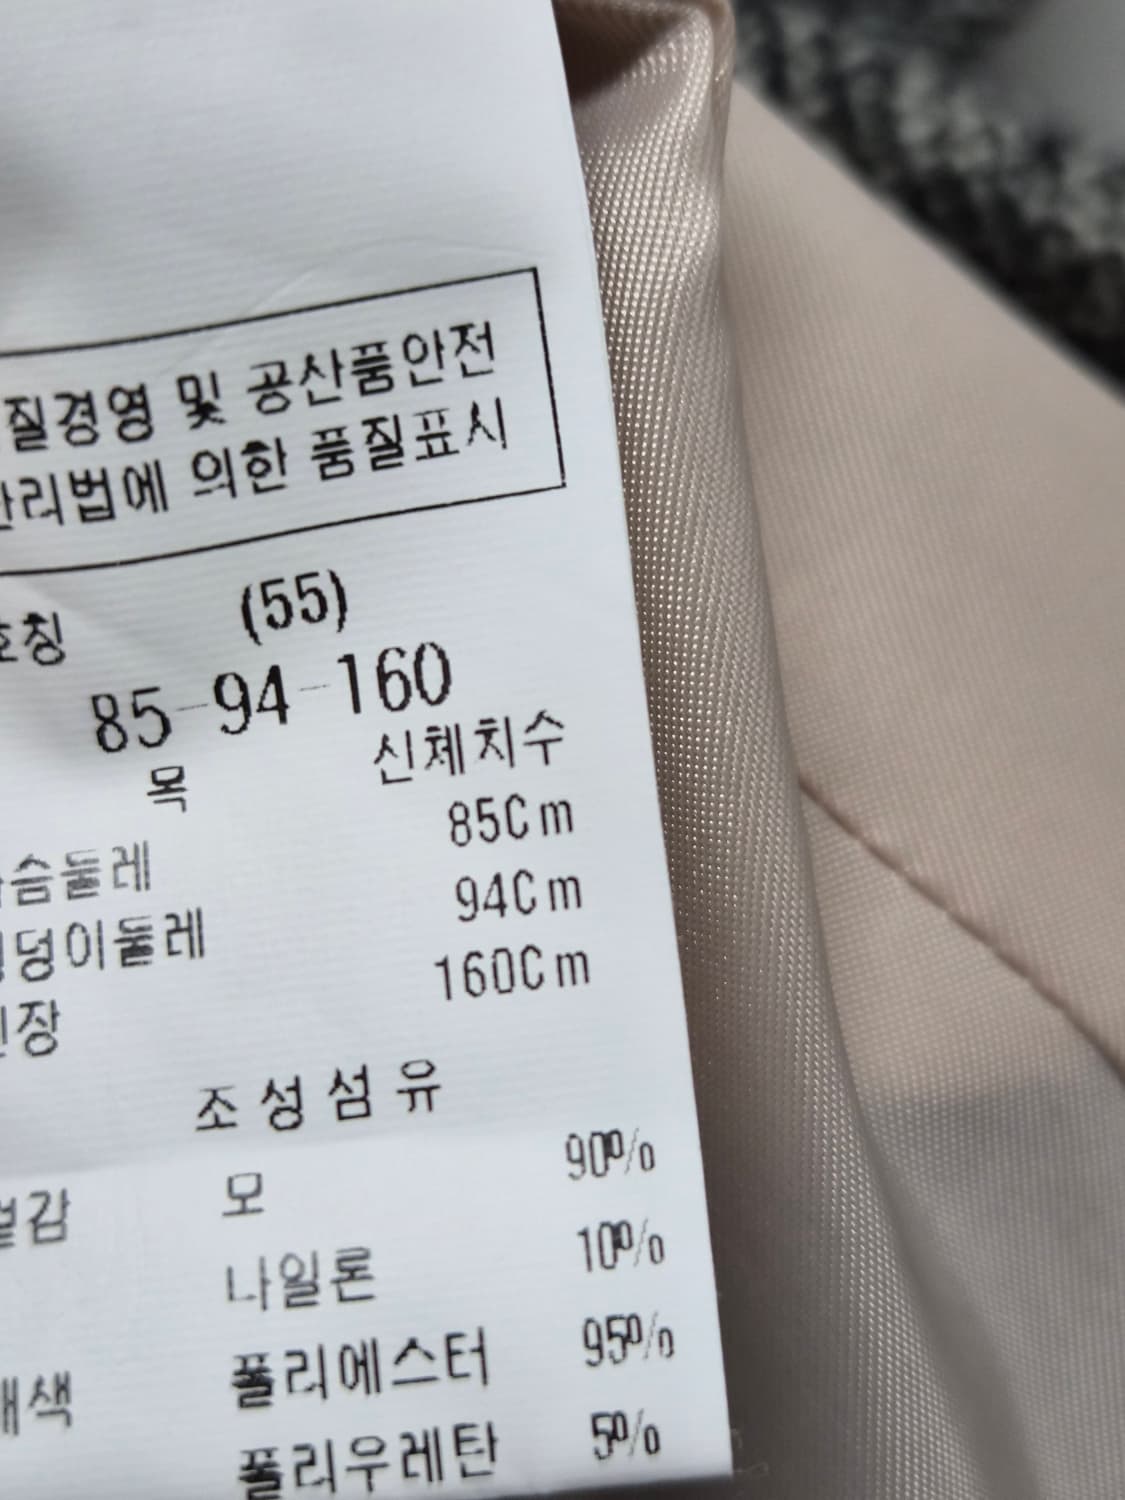 질경영 및 공산품안전
관리법에 의한 품질표시
호칭 (55)
85-94-160
목 신체치수
가슴둘레 85Cm
엉덩이둘레 94Cm
신장 160Cm
조성섬유
겉감 모 90%
나일론 10%
배색 폴리에스터 95%
폴리우레탄 5%